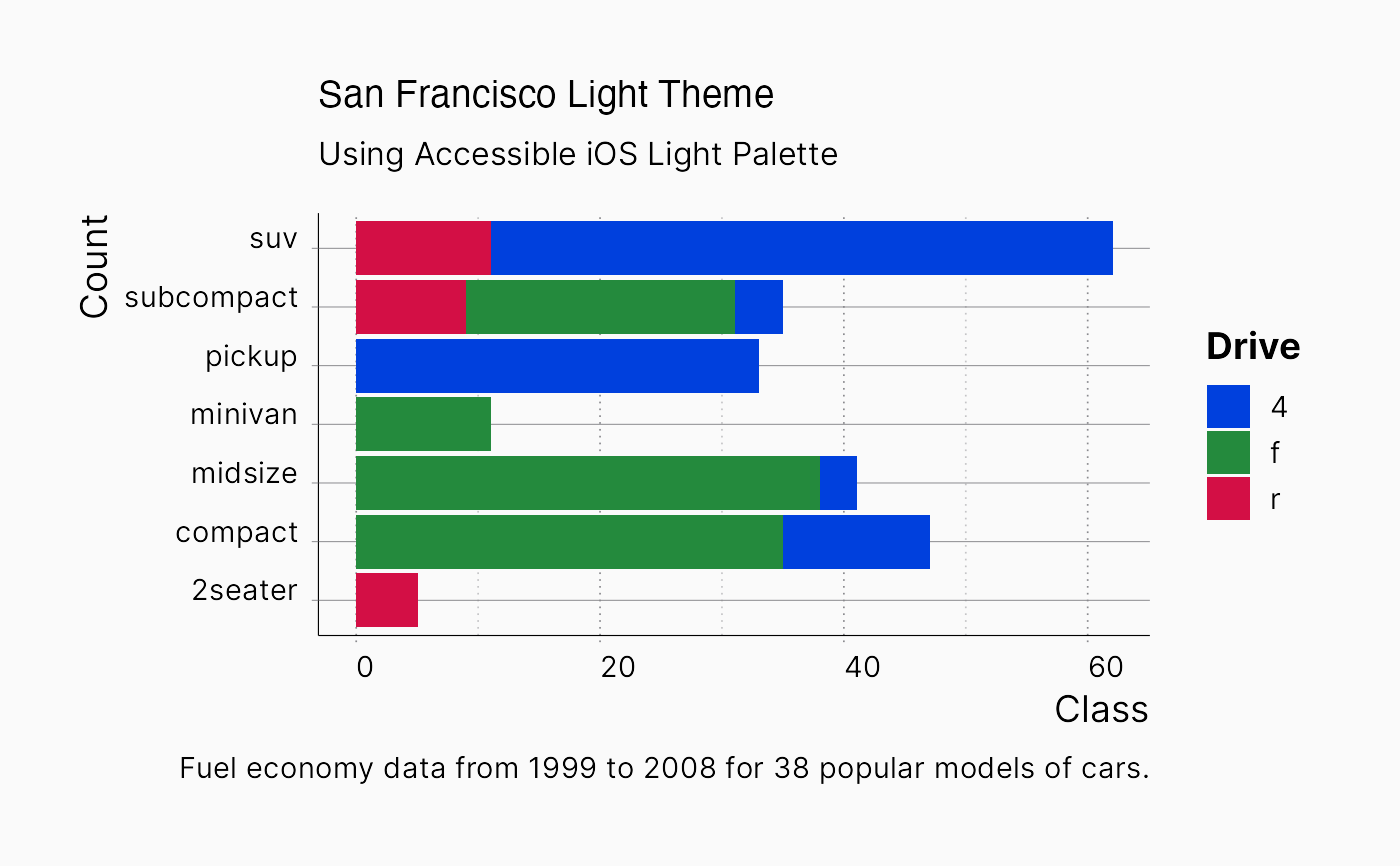 San Francisco Light Theme
Using Accessible iOS Light Palette
Count
suv
subcompact
pickup
minivan
midsize
compact
2seater
0 20 40 60
Class
Drive
4
f
r
Fuel economy data from 1999 to 2008 for 38 popular models of cars.